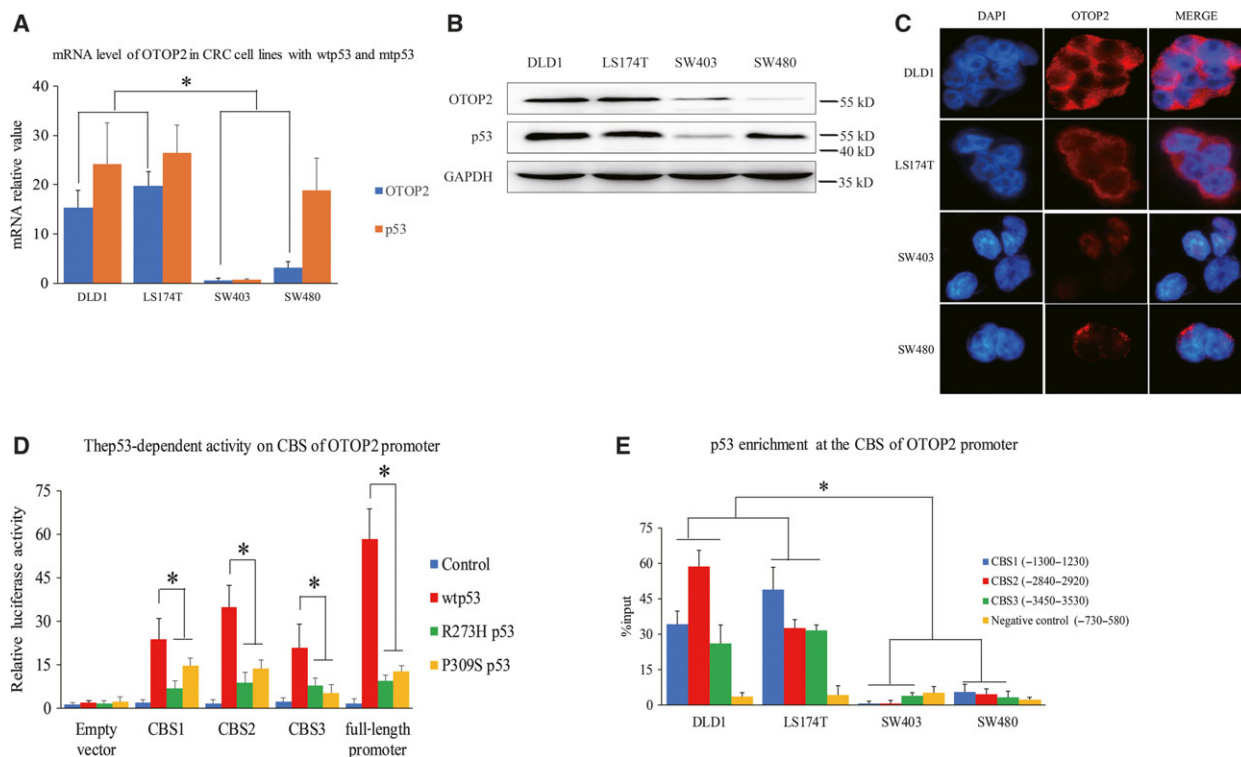 A
mRNA level of OTOP2 in CRC cell lines with wtp53 and mtp53
mRNA relative value
40
30
20
10
0
*
DLD1 LS174T SW403 SW480
OTOP2
p53
B
DLD1 LS174T SW403 SW480
OTOP2
55 kD
p53
55 kD
40 kD
GAPDH
35 kD
C
DAPI OTOP2 MERGE
DLD1
LS174T
SW403
SW480
D
Thep53-dependent activity on CBS of OTOP2 promoter
Relative luciferase activity
75
60
45
30
15
0
*
*
*
*
Empty vector CBS1 CBS2 CBS3 full-length promoter
Control
wtp53
R273H p53
P309S p53
E
p53 enrichment at the CBS of OTOP2 promoter
%input
75
60
45
30
15
0
*
DLD1 LS174T SW403 SW480
CBS1 (−1300−1230)
CBS2 (−2840−2920)
CBS3 (−3450−3530)
Negative control (−730−580)